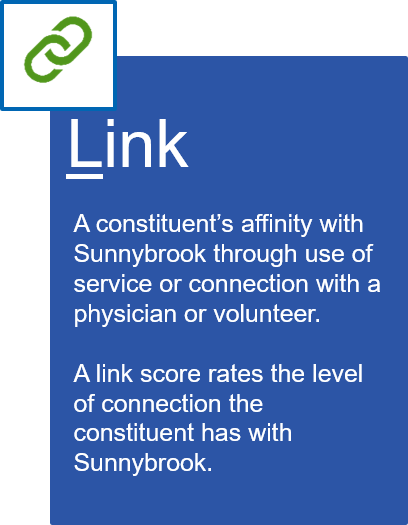 Link
A constituent’s affinity with
Sunnybrook through use of
service or connection with a
physician or volunteer.
A link score rates the level
of connection the
constituent has with
Sunnybrook.